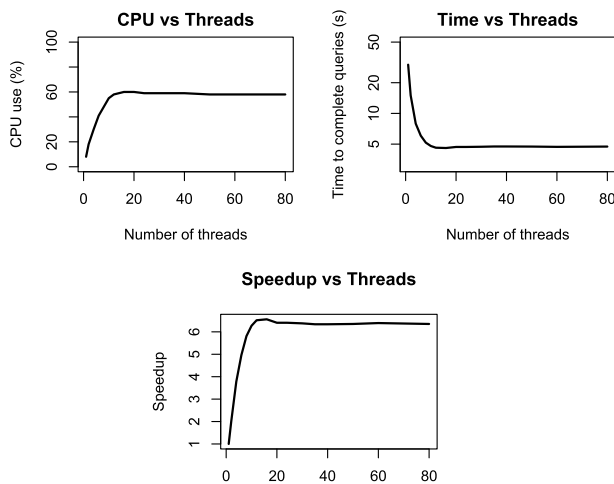 CPU vs Threads
CPU use (%)
100
60
20
0
0 20 40 60 80
Number of threads
Time vs Threads
Time to complete queries (s)
50
20
10
5
0 20 40 60 80
Number of threads
Speedup vs Threads
Speedup
6
5
4
3
2
1
0 20 40 60 80